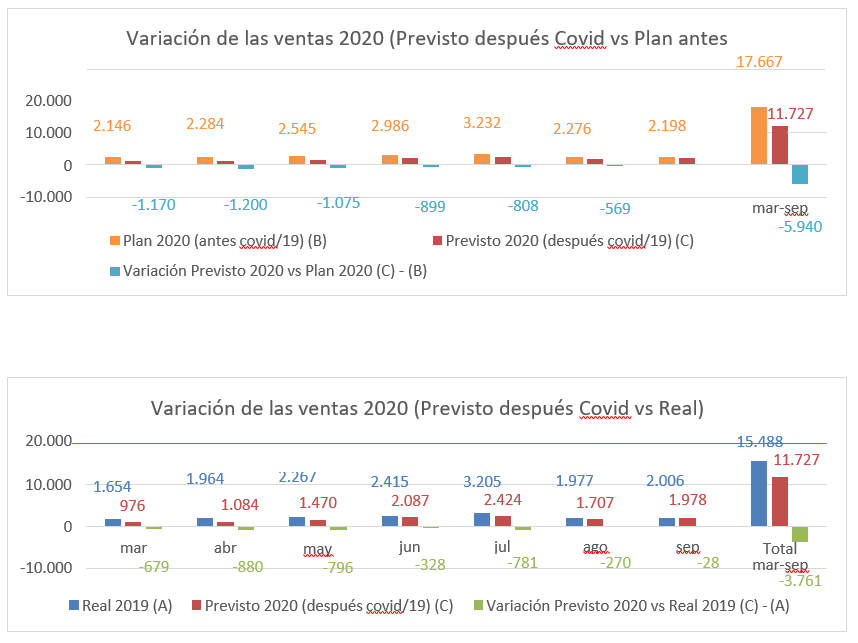 Variación de las ventas 2020 (Previsto después Covid vs Plan antes
17.667
20.000
2.146 2.284 2.545 2.986 3.232 2.276 2.198 11.727
10.000
0
-10.000
-1.170 -1.200 -1.075 -899 -808 -569 mar-sep
-5.940
Plan 2020 (antes covid/19) (B) Previsto 2020 (después covid/19) (C)
Variación Previsto 2020 vs Plan 2020 (C) - (B)
Variación de las ventas 2020 (Previsto después Covid vs Real)
20.000 15.488
11.727
1.654 1.964 2.267 2.415 3.205 1.977 2.006
10.000
976 1.084 1.470 2.087 2.424 1.707 1.978
0
mar abr may jun jul ago sep Total
-10.000 -679 -880 -796 -328 -781 -270 -28 mar-sep
-3.761
Real 2019 (A) Previsto 2020 (después covid/19) (C) Variación Previsto 2020 vs Real 2019 (C) - (A)